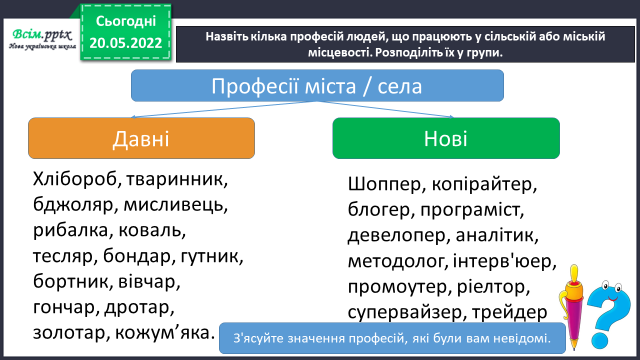 Всім.pptx
Нова українська школа
Сьогодні
20.05.2022
Назвіть кілька професій людей, що працюють у сільській або міській
місцевості. Розподіліть їх у групи.
Професії міста / села
Давні
Нові
Хлібороб, тваринник,
бджоляр, мисливець,
рибалка, коваль,
тесляр, бондар, гутник,
бортник, вівчар,
гончар, дротар,
золотар, кожум’яка.
Шоппер, копірайтер,
блогер, програміст,
девелопер, аналітик,
методолог, інтерв'юер,
промоутер, ріелтор,
супервайзер, трейдер
З'ясуйте значення професій, які були вам невідомі.